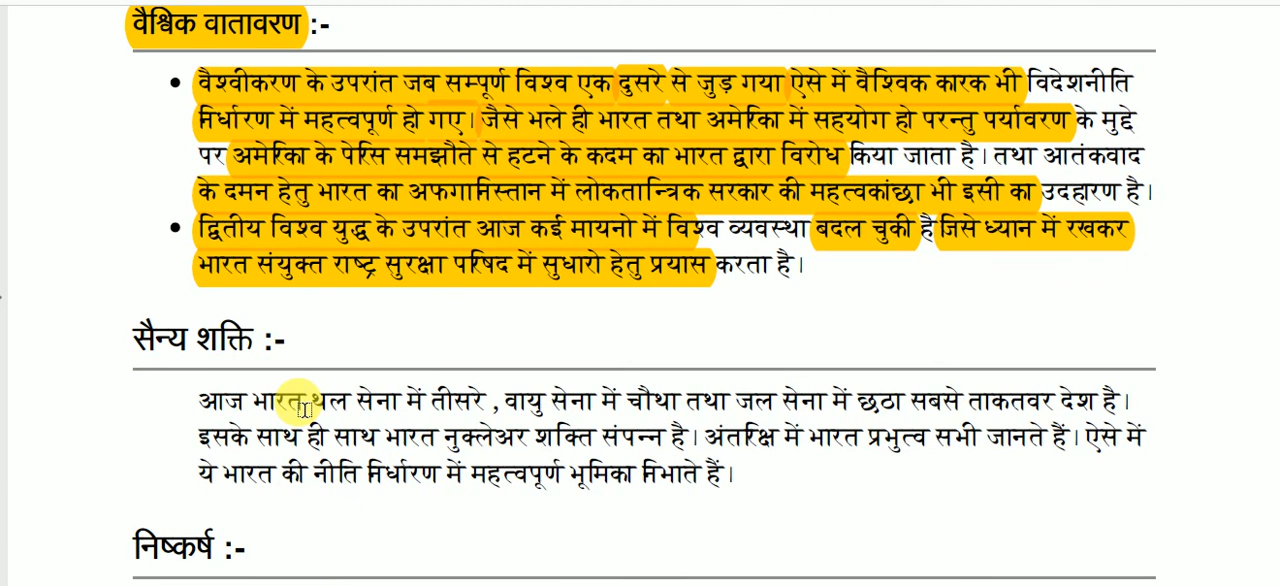 वैश्विक वातावरण :-
• वैश्वीकरण के उपरांत जब सम्पूर्ण विश्व एक दुसरे से जुड़ गया ऐसे में वैश्विक कारक भी विदेशनीति
निर्धारण में महत्वपूर्ण हो गए। जैसे भले ही भारत तथा अमेरिका में सहयोग हो परन्तु पर्यावरण के मुद्दे
पर अमेरिका के पेरिस समझौते से हटने के कदम का भारत द्वारा विरोध किया जाता है। तथा आतंकवाद
के दमन हेतु भारत का अफगानिस्तान में लोकतान्त्रिक सरकार की महत्वकांछा भी इसी का उदहारण है।
• द्वितीय विश्व युद्ध के उपरांत आज कई मायनो में विश्व व्यवस्था बदल चुकी है जिसे ध्यान में रखकर
भारत संयुक्त राष्ट्र सुरक्षा परिषद में सुधारो हेतु प्रयास करता है।
सैन्य शक्ति :-
आज भारत थल सेना में तीसरे , वायु सेना में चौथा तथा जल सेना में छठा सबसे ताकतवर देश है।
इसके साथ ही साथ भारत नुक्लेअर शक्ति संपन्न है। अंतरिक्ष में भारत प्रभुत्व सभी जानते हैं। ऐसे में
ये भारत की नीति निर्धारण में महत्वपूर्ण भूमिका निभाते हैं।
निष्कर्ष :-